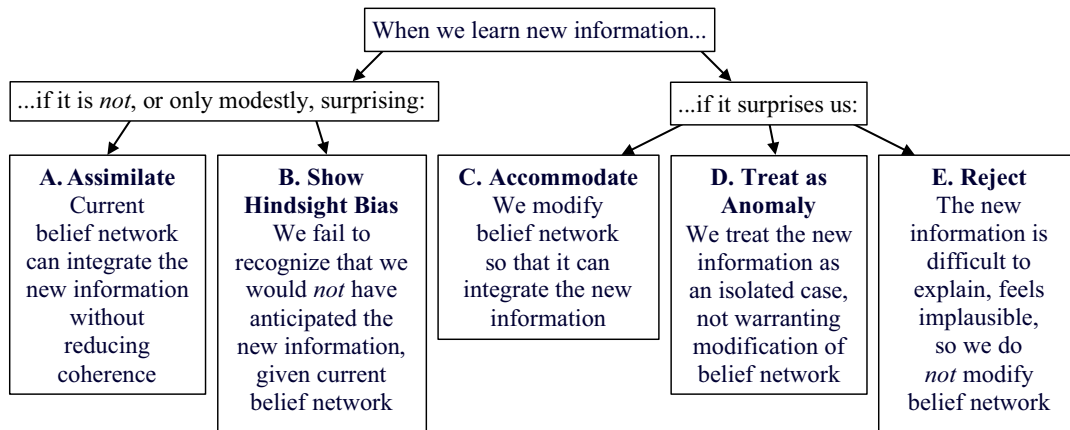 When we learn new information...
...if it is not, or only modestly, surprising:
...if it surprises us:
A. Assimilate
Current
belief network
can integrate the
new information
without
reducing
coherence
B. Show
Hindsight Bias
We fail to
recognize that we
would not have
anticipated the
new information,
given current
belief network
C. Accommodate
We modify
belief network
so that it can
integrate the new
information
D. Treat as
Anomaly
We treat the new
information as
an isolated case,
not warranting
modification of
belief network
E. Reject
The new
information is
difficult to
explain, feels
implausible,
so we do
not modify
belief network